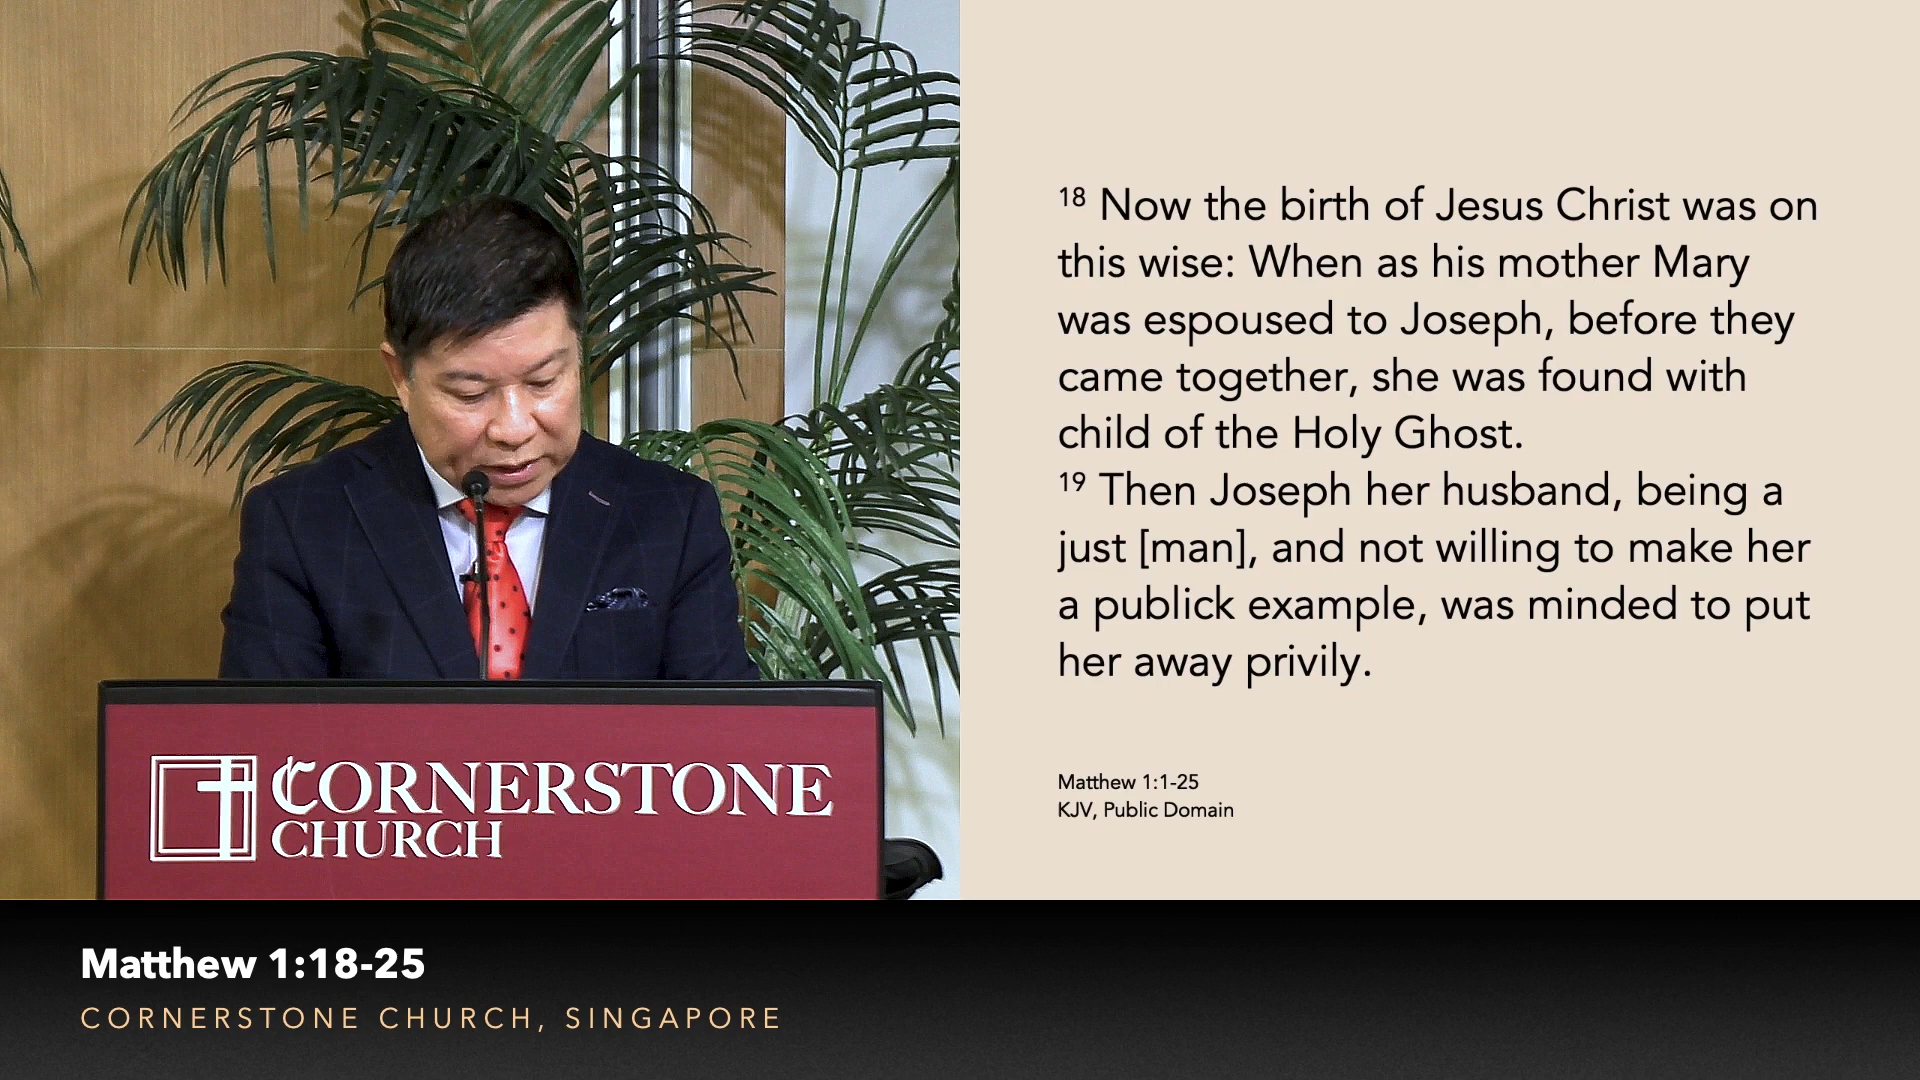 CORNERSTONE
CHURCH
18 Now the birth of Jesus Christ was on
this wise: When as his mother Mary
was espoused to Joseph, before they
came together, she was found with
child of the Holy Ghost.
19 Then Joseph her husband, being a
just [man], and not willing to make her
a publick example, was minded to put
her away privily.
Matthew 1:1-25
KJV, Public Domain
Matthew 1:18-25
CORNERSTONE CHURCH, SINGAPORE